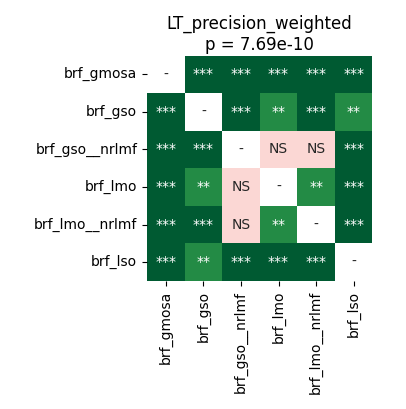 LT_precision_weighted
p = 7.69e-10
brf_gmosa - *** *** *** *** ***
brf_gso *** - *** ** *** **
brf_gso__nrlmf *** *** - NS NS ***
brf_lmo *** ** NS - ** ***
brf_lmo__nrlmf *** *** NS ** - ***
brf_lso *** ** *** *** *** -
brf_gmosa
brf_gso
brf_gso__nrlmf
brf_lmo
brf_lmo__nrlmf
brf_lso